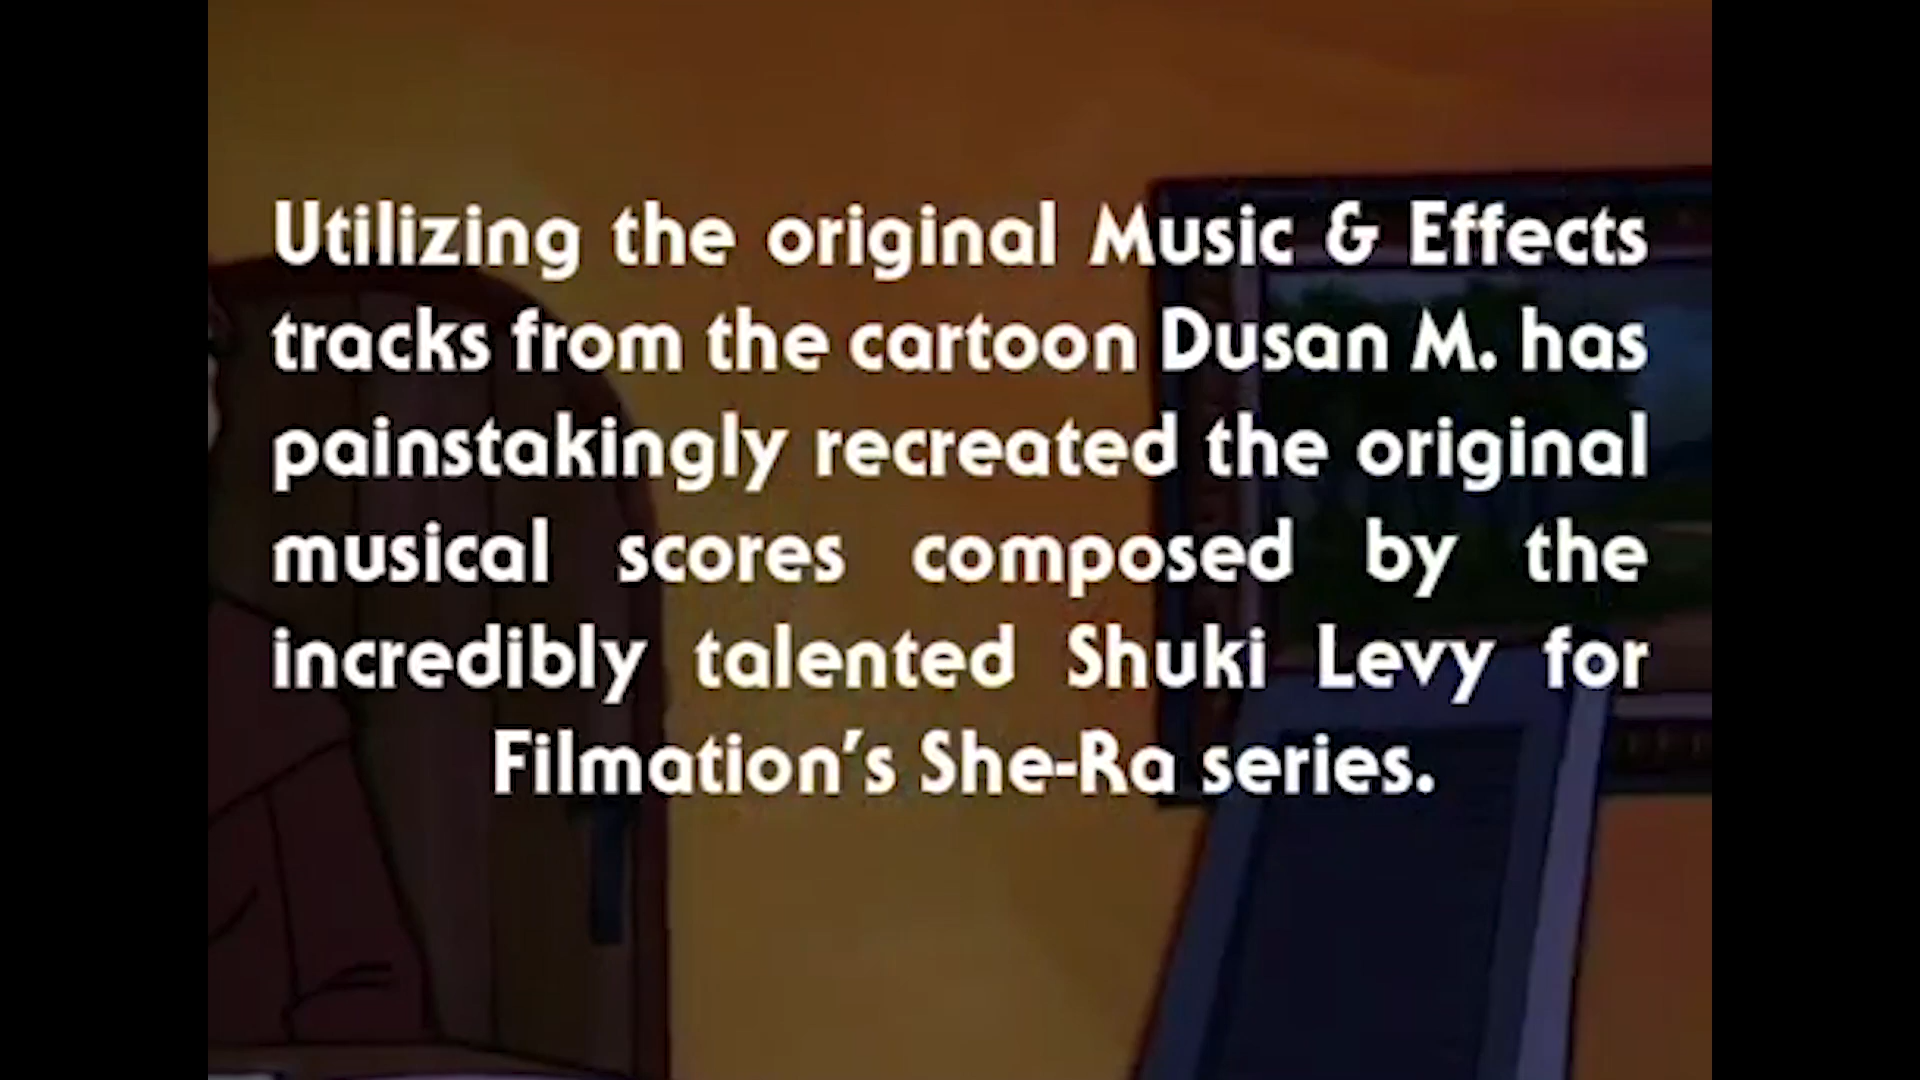 Utilizing the original Music & Effects
tracks from the cartoon Dusan M. has
painstakingly recreated the original
musical scores composed by the
incredibly talented Shuki Levy for
Filmation's She-Ra series.